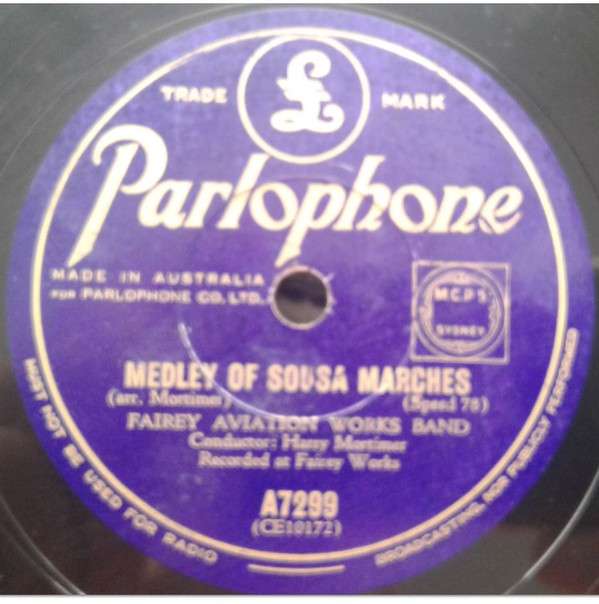 TRADE MARK
£
Parlophone
MADE IN AUSTRALIA
FOR PARLOPHONE CO. LTD.
M.C.P.S.
SYDNEY
MEDLEY OF SOUSA MARCHES
(arr. Mortimer) (Speed 78)
FAIREY AVIATION WORKS BAND
Conductor: Harry Mortimer
Recorded at Fairey Works
A7299
(CE10172)
MUST NOT BE USED FOR RADIO BROADCASTING, NOR PUBLICLY PERFORMED